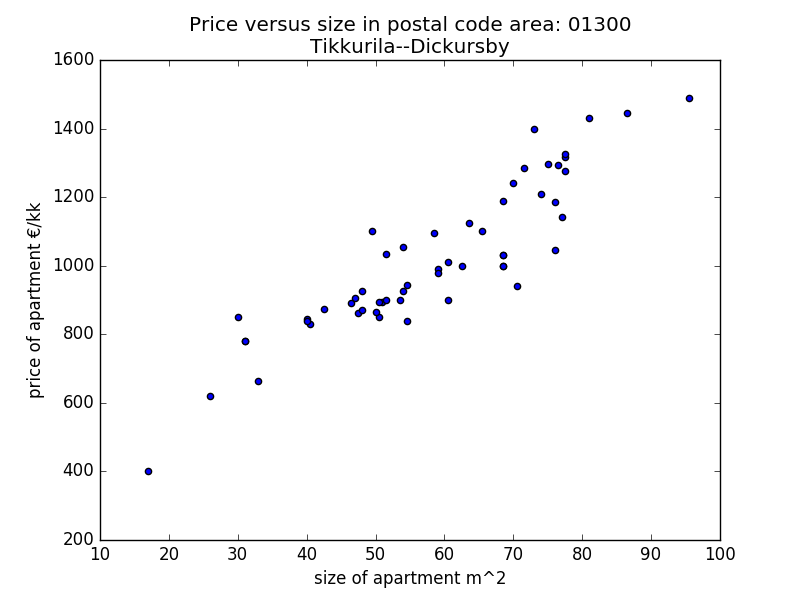 Price versus size in postal code area: 01300
Tikkurila--Dickursby
1600
1400
1200
1000
800
600
400
200
price of apartment €/kk
10 20 30 40 50 60 70 80 90 100
size of apartment m^2